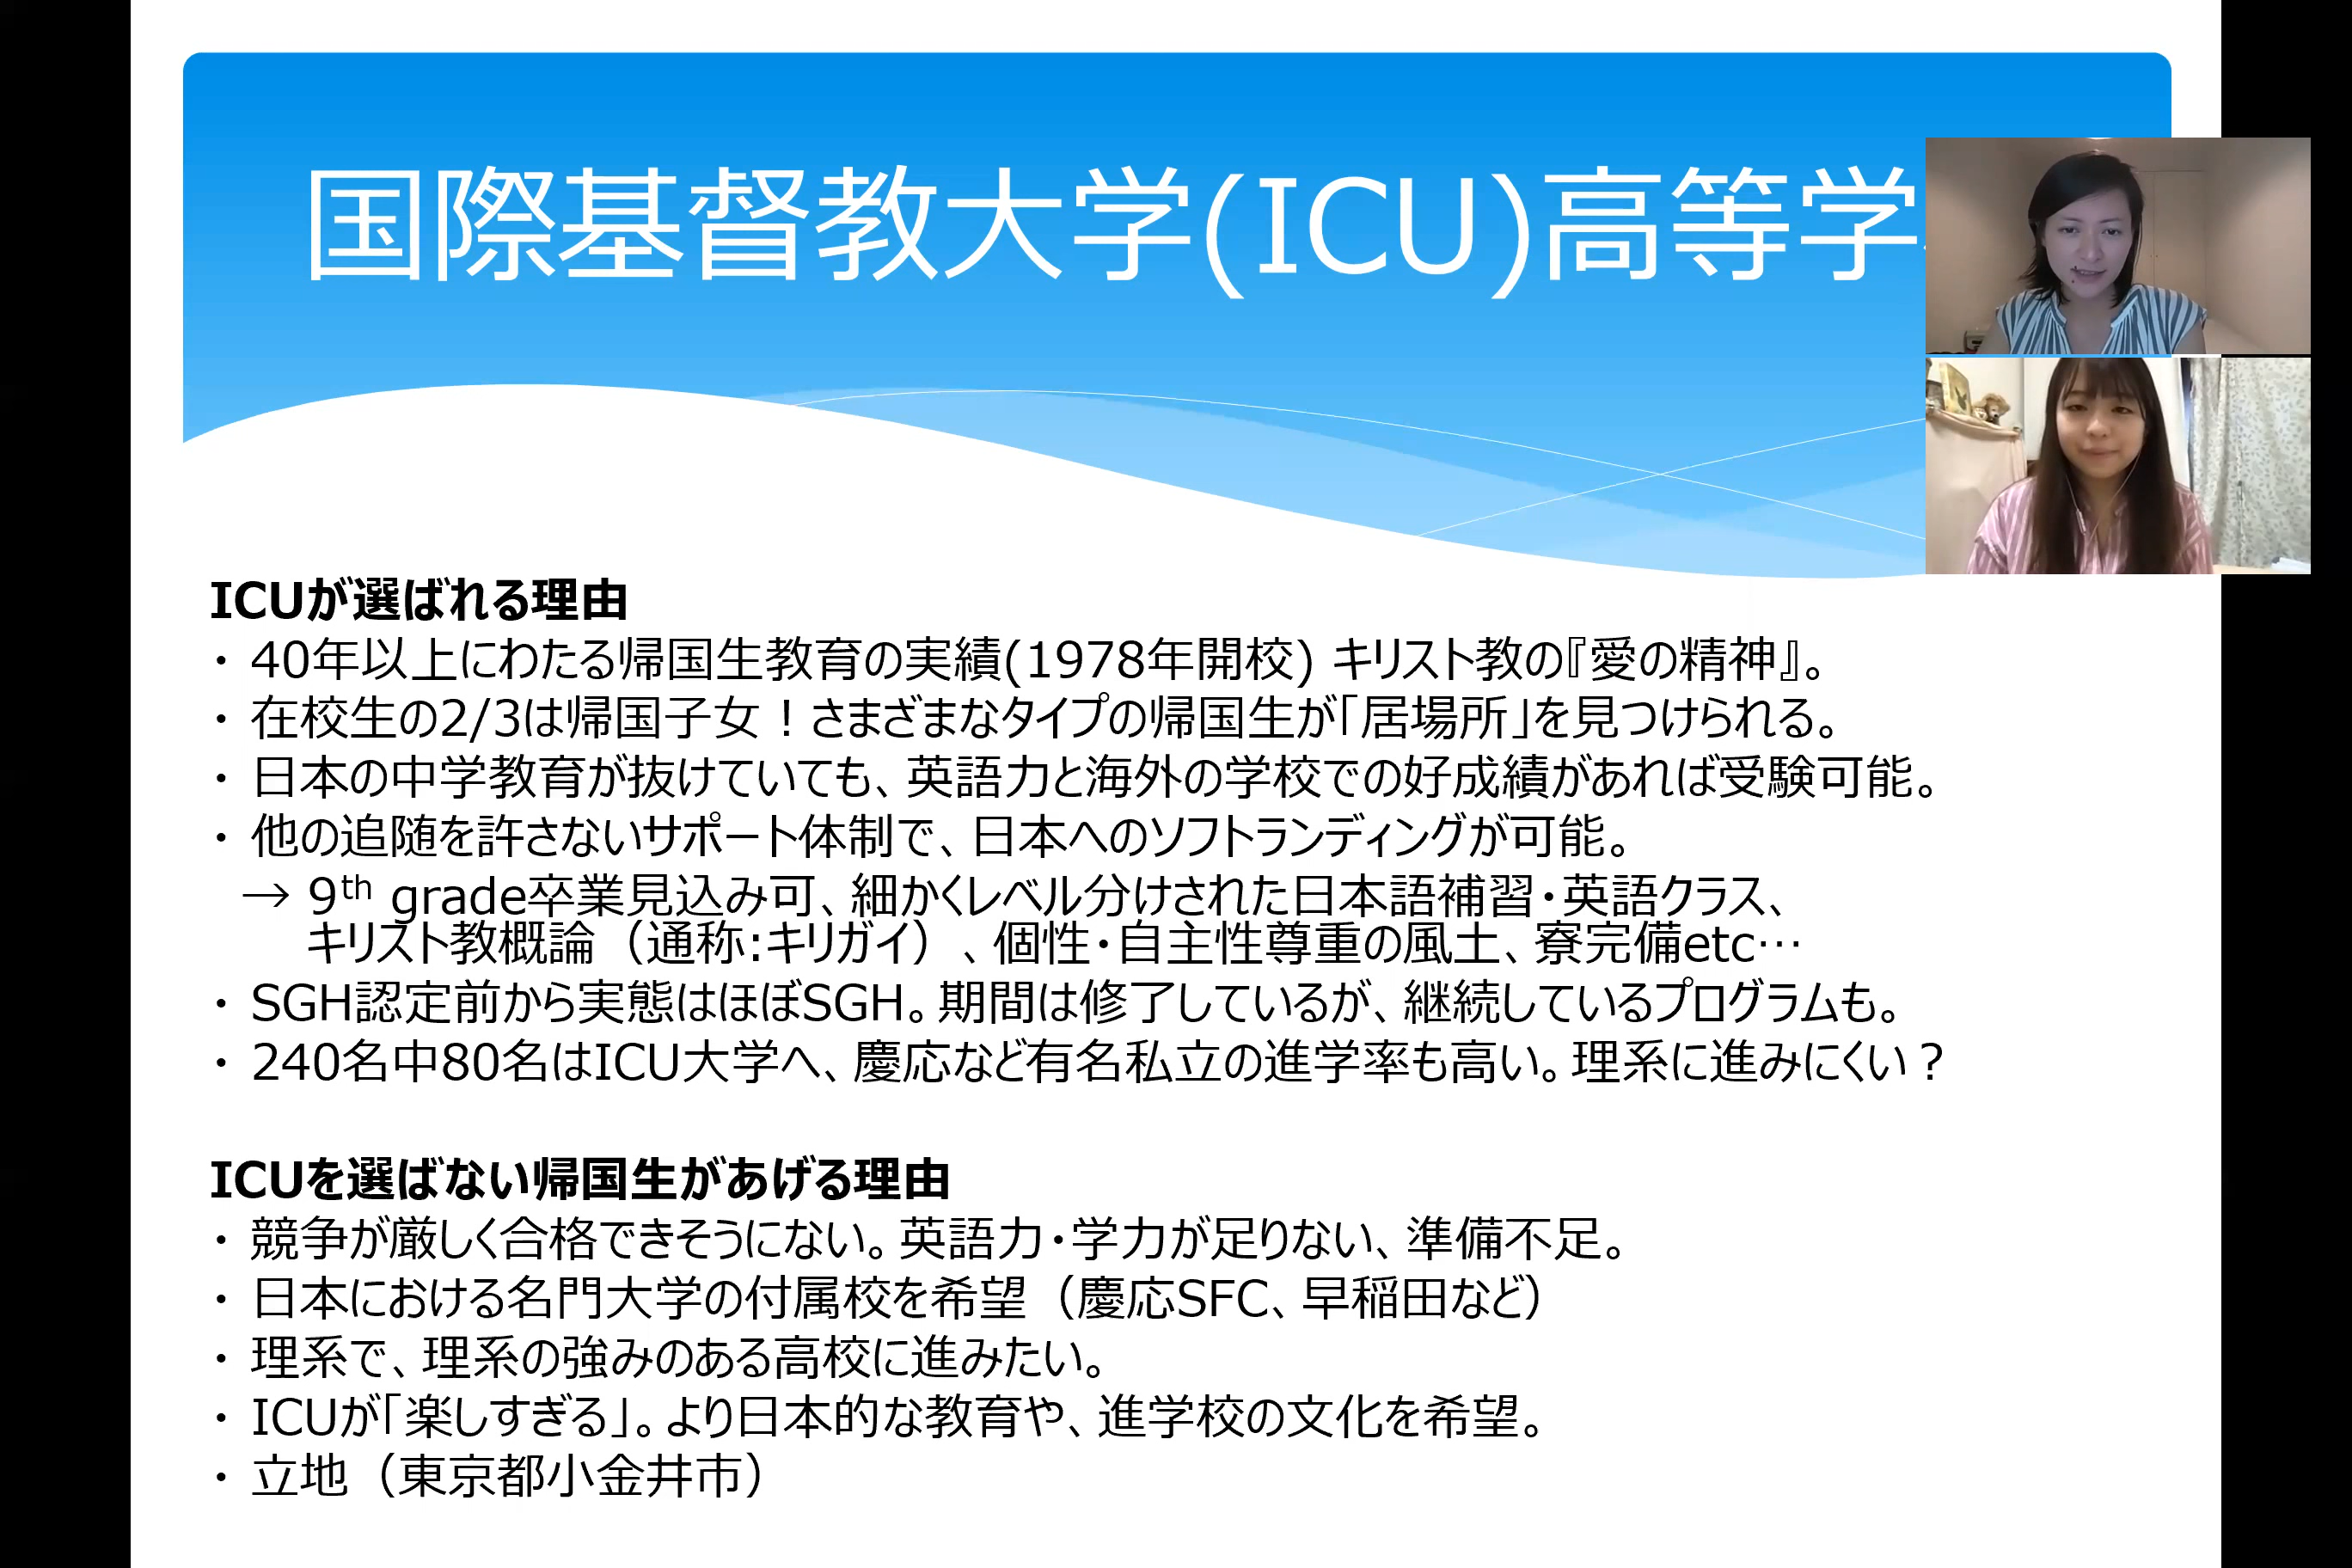 国際基督教大学(ICU)高等学
ICUが選ばれる理由
・40年以上にわたる帰国生教育の実績(1978年開校) キリスト教の『愛の精神』。
・在校生の2/3は帰国子女！さまざまなタイプの帰国生が「居場所」を見つけられる。
・日本の中学教育が抜けていても、英語力と海外の学校での好成績があれば受験可能。
・他の追随を許さないサポート体制で、日本へのソフトランディングが可能。
→ 9th grade卒業見込み可、細かくレベル分けされた日本語補習・英語クラス、
キリスト教概論（通称:キリガイ）、個性・自主性尊重の風土、寮完備etc…
・SGH認定前から実態はほぼSGH。期間は修了しているが、継続しているプログラムも。
・240名中80名はICU大学へ、慶応など有名私立の進学率も高い。理系に進みにくい？
ICUを選ばない帰国生があげる理由
・競争が厳しく合格できそうにない。英語力・学力が足りない、準備不足。
・日本における名門大学の付属校を希望（慶応SFC、早稲田など）
・理系で、理系の強みのある高校に進みたい。
・ICUが「楽しすぎる」。より日本的な教育や、進学校の文化を希望。
・立地（東京都小金井市）